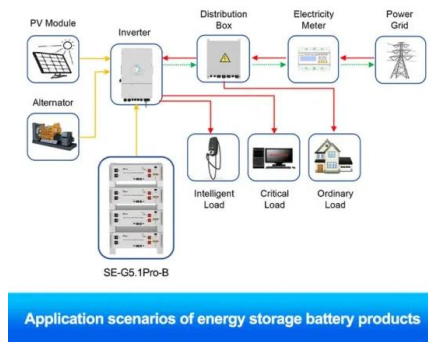 PV Module
Inverter
Distribution
Box
Electricity
Meter
Power
Grid
Alternator
Intelligent
Load
Critical
Load
Ordinary
Load
SE-G5.1Pro-B
Application scenarios of energy storage battery products